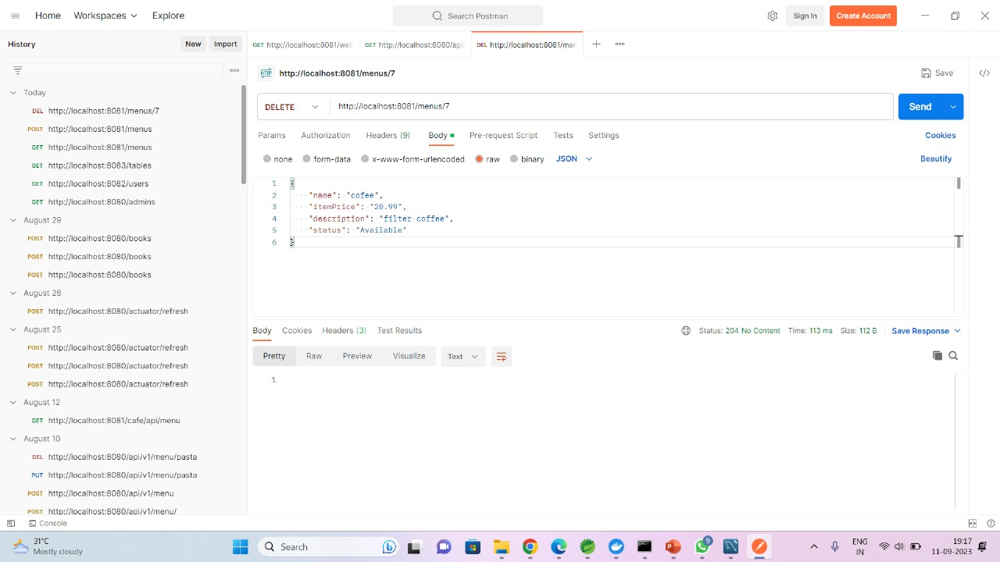 Home Workspaces Explore Search Postman Sign In Create Account
History New Import GET http://localhost:8081/wel GET http://localhost:8080/api/ DEL http://localhost:8081/men
HTTP http://localhost:8081/menus/7 Save
Today
DEL http://localhost:8081/menus/7
POST http://localhost:8081/menus
GET http://localhost:8081/menus
GET http://localhost:8083/tables
GET http://localhost:8082/users
GET http://localhost:8080/admins
August 29
POST http://localhost:8080/books
POST http://localhost:8080/books
POST http://localhost:8080/books
August 26
POST http://localhost:8080/actuator/refresh
August 25
POST http://localhost:8080/actuator/refresh
POST http://localhost:8080/actuator/refresh
POST http://localhost:8080/actuator/refresh
August 12
GET http://localhost:8081/cafe/api/menu
August 10
DEL http://localhost:8080/api/v1/menu/pasta
PUT http://localhost:8080/api/v1/menu/pasta
POST http://localhost:8080/api/v1/menu
POST http://localhost:8080/api/v1/menu/
DELETE http://localhost:8081/menus/7 Send
Params Authorization Headers (9) Body Pre-request Script Tests Settings Cookies
none form-data x-www-form-urlencoded raw binary JSON Beautify
1 {
2 "name": "cofee",
3 "itemPrice": "20.99",
4 "description": "filter coffee",
5 "status": "Available"
6 }
Body Cookies Headers (3) Test Results Status: 204 No Content Time: 113 ms Size: 112 B Save Response
Pretty Raw Preview Visualize Text
1
Console
31°C
Mostly cloudy
Search
9
ENG
IN
19:17
11-09-2023